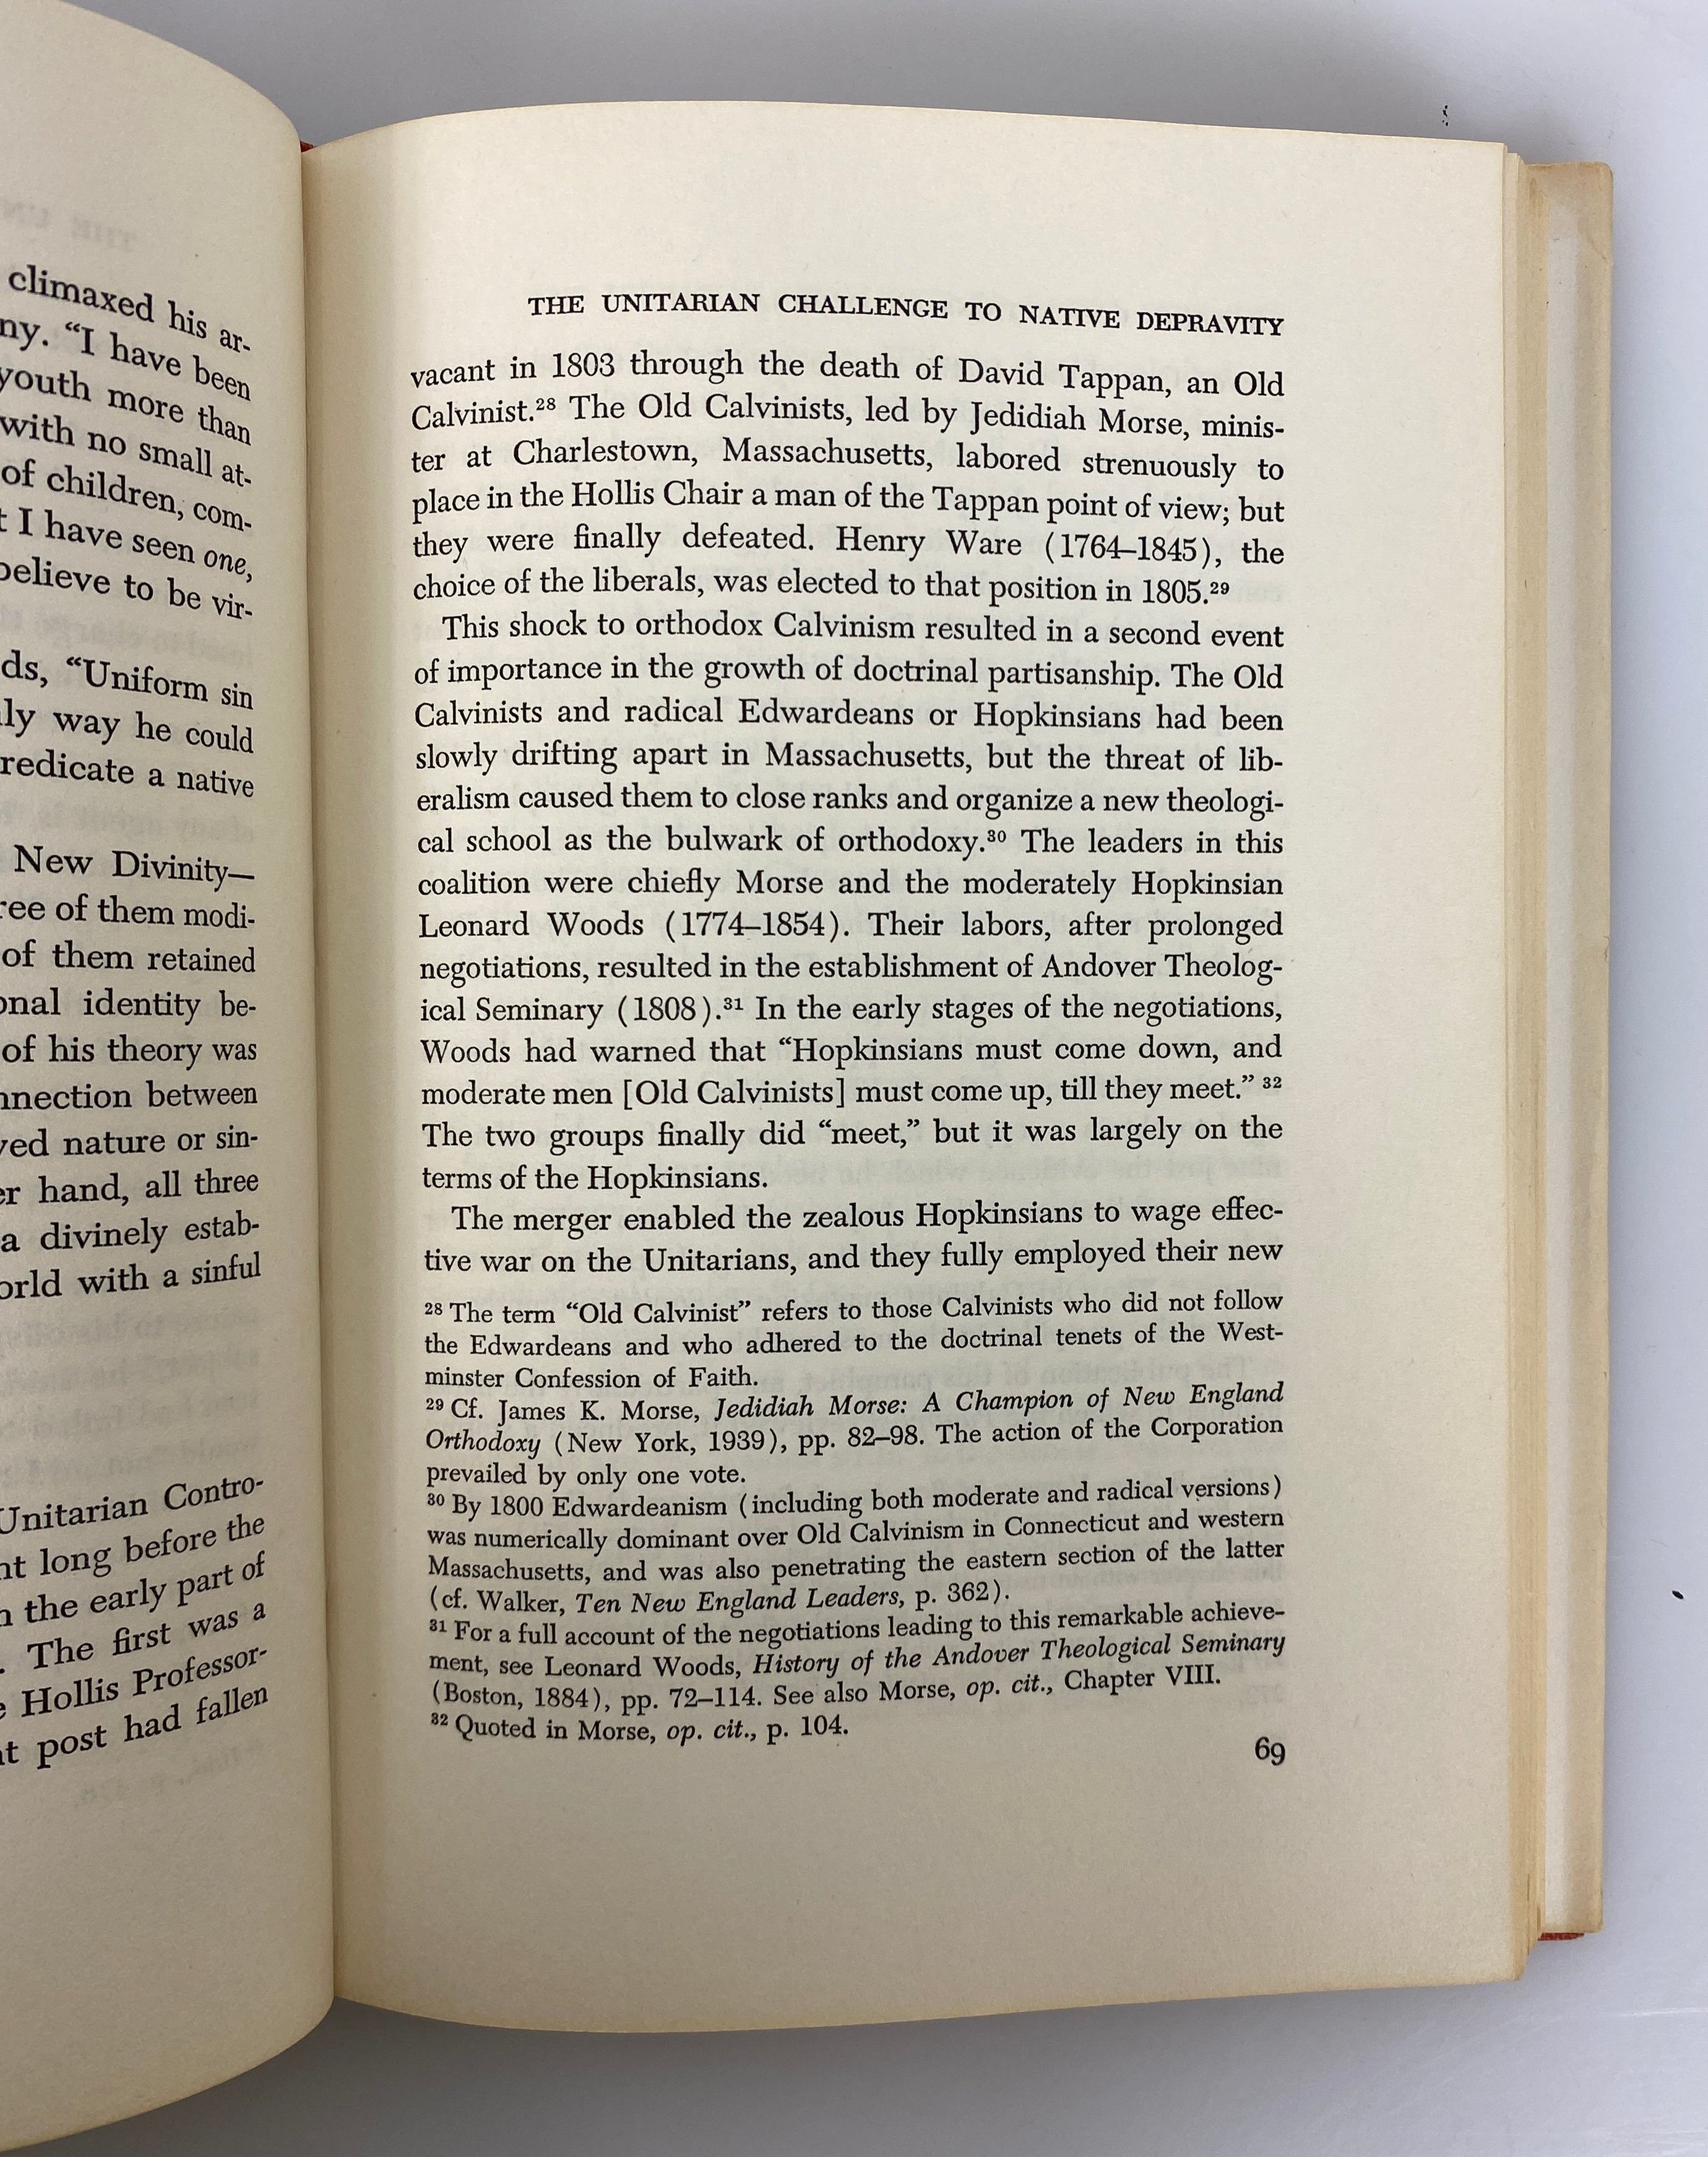 climaxed his ar-
ny. “I have been
youth more than
with no small at-
of children, com-
I have seen one,
believe to be vir-
ds, “Uniform sin
way he could
redicate a native
New Divinity—
ree of them modi-
of them retained
onal identity be-
of his theory was
nnection between
ved nature or sin-
er hand, all three
a divinely estab-
orld with a sinful
Unitarian Contro-
nt long before the
the early part of
. The first was a
Hollis Professor-
post had fallen
THE UNITARIAN CHALLENGE TO NATIVE DEPRAVITY
vacant in 1803 through the death of David Tappan, an Old
Calvinist.²⁸ The Old Calvinists, led by Jedidiah Morse, minis-
ter at Charlestown, Massachusetts, labored strenuously to
place in the Hollis Chair a man of the Tappan point of view; but
they were finally defeated. Henry Ware (1764–1845), the
choice of the liberals, was elected to that position in 1805.²⁹
This shock to orthodox Calvinism resulted in a second event
of importance in the growth of doctrinal partisanship. The Old
Calvinists and radical Edwardeans or Hopkinsians had been
slowly drifting apart in Massachusetts, but the threat of lib-
eralism caused them to close ranks and organize a new theologi-
cal school as the bulwark of orthodoxy.³⁰ The leaders in this
coalition were chiefly Morse and the moderately Hopkinsian
Leonard Woods (1774–1854). Their labors, after prolonged
negotiations, resulted in the establishment of Andover Theolog-
ical Seminary (1808).³¹ In the early stages of the negotiations,
Woods had warned that “Hopkinsians must come down, and
moderate men [Old Calvinists] must come up, till they meet.” ³²
The two groups finally did “meet,” but it was largely on the
terms of the Hopkinsians.
The merger enabled the zealous Hopkinsians to wage effec-
tive war on the Unitarians, and they fully employed their new
²⁸ The term “Old Calvinist” refers to those Calvinists who did not follow
the Edwardeans and who adhered to the doctrinal tenets of the West-
minster Confession of Faith.
²⁹ Cf. James K. Morse, Jedidiah Morse: A Champion of New England
Orthodoxy (New York, 1939), pp. 82–98. The action of the Corporation
prevailed by only one vote.
³⁰ By 1800 Edwardeanism (including both moderate and radical versions)
was numerically dominant over Old Calvinism in Connecticut and western
Massachusetts, and was also penetrating the eastern section of the latter
(cf. Walker, Ten New England Leaders, p. 362).
³¹ For a full account of the negotiations leading to this remarkable achieve-
ment, see Leonard Woods, History of the Andover Theological Seminary
(Boston, 1884), pp. 72–114. See also Morse, op. cit., Chapter VIII.
³² Quoted in Morse, op. cit., p. 104.
69